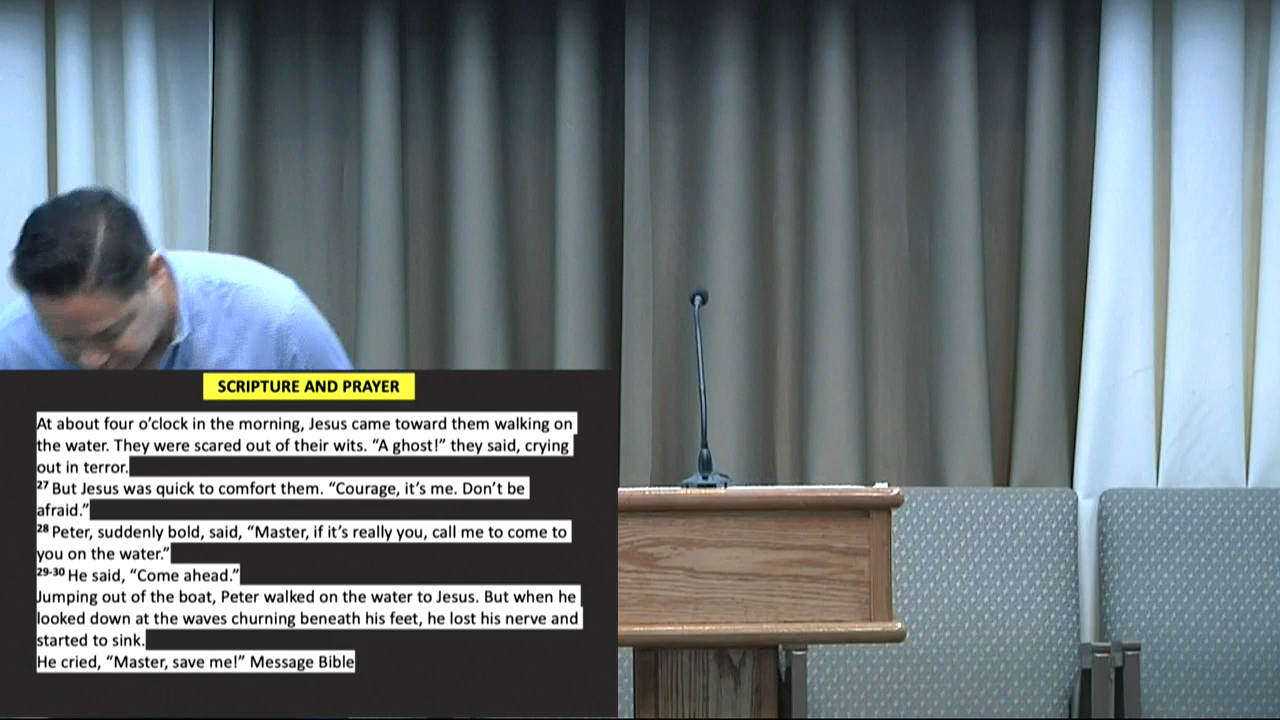 SCRIPTURE AND PRAYER
At about four o’clock in the morning, Jesus came toward them walking on
the water. They were scared out of their wits. “A ghost!” they said, crying
out in terror.
27 But Jesus was quick to comfort them. “Courage, it’s me. Don’t be
afraid.”
28 Peter, suddenly bold, said, “Master, if it’s really you, call me to come to
you on the water.”
29-30 He said, “Come ahead.”
Jumping out of the boat, Peter walked on the water to Jesus. But when he
looked down at the waves churning beneath his feet, he lost his nerve and
started to sink.
He cried, “Master, save me!” Message Bible